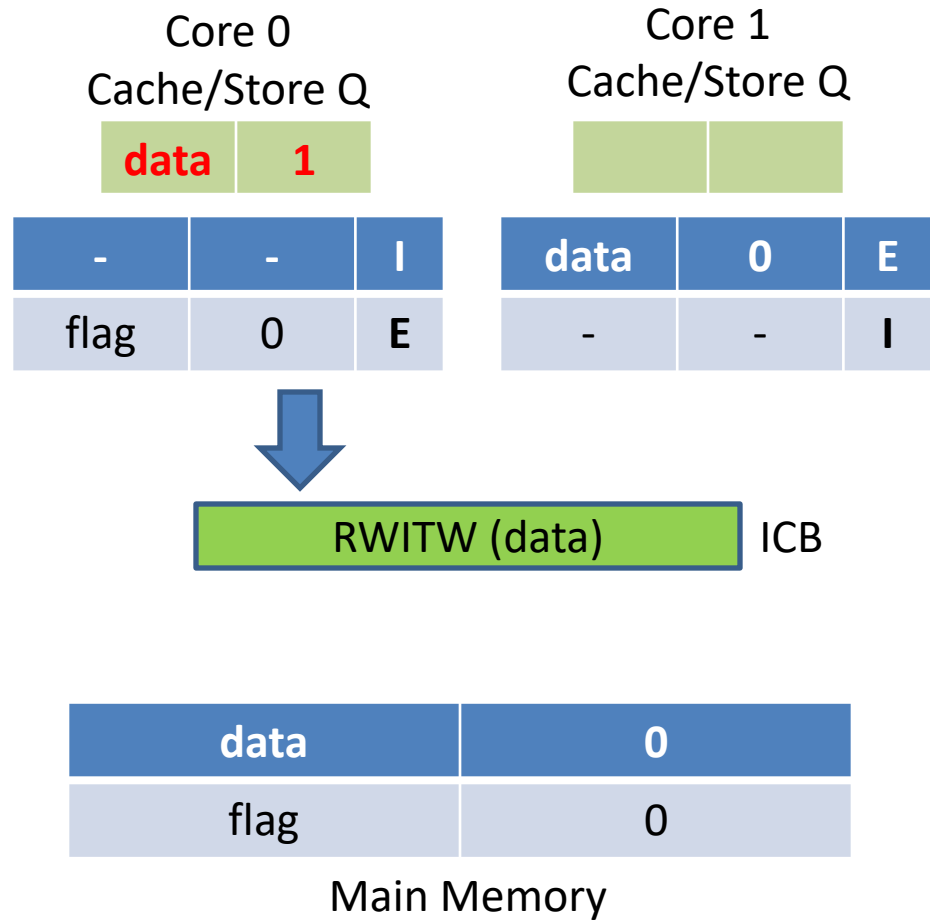 Core 0
Cache/Store Q
Core 1
Cache/Store Q
data 1
- - I
flag 0 E
data 0 E
- - I
RWITW (data)
ICB
data 0
flag 0
Main Memory